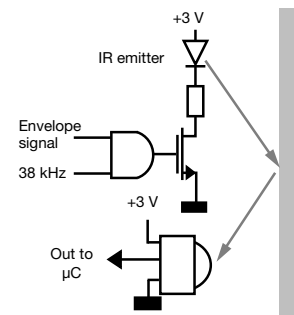 +3 V
IR emitter
Envelope
signal
38 kHz
+3 V
Out to
µC